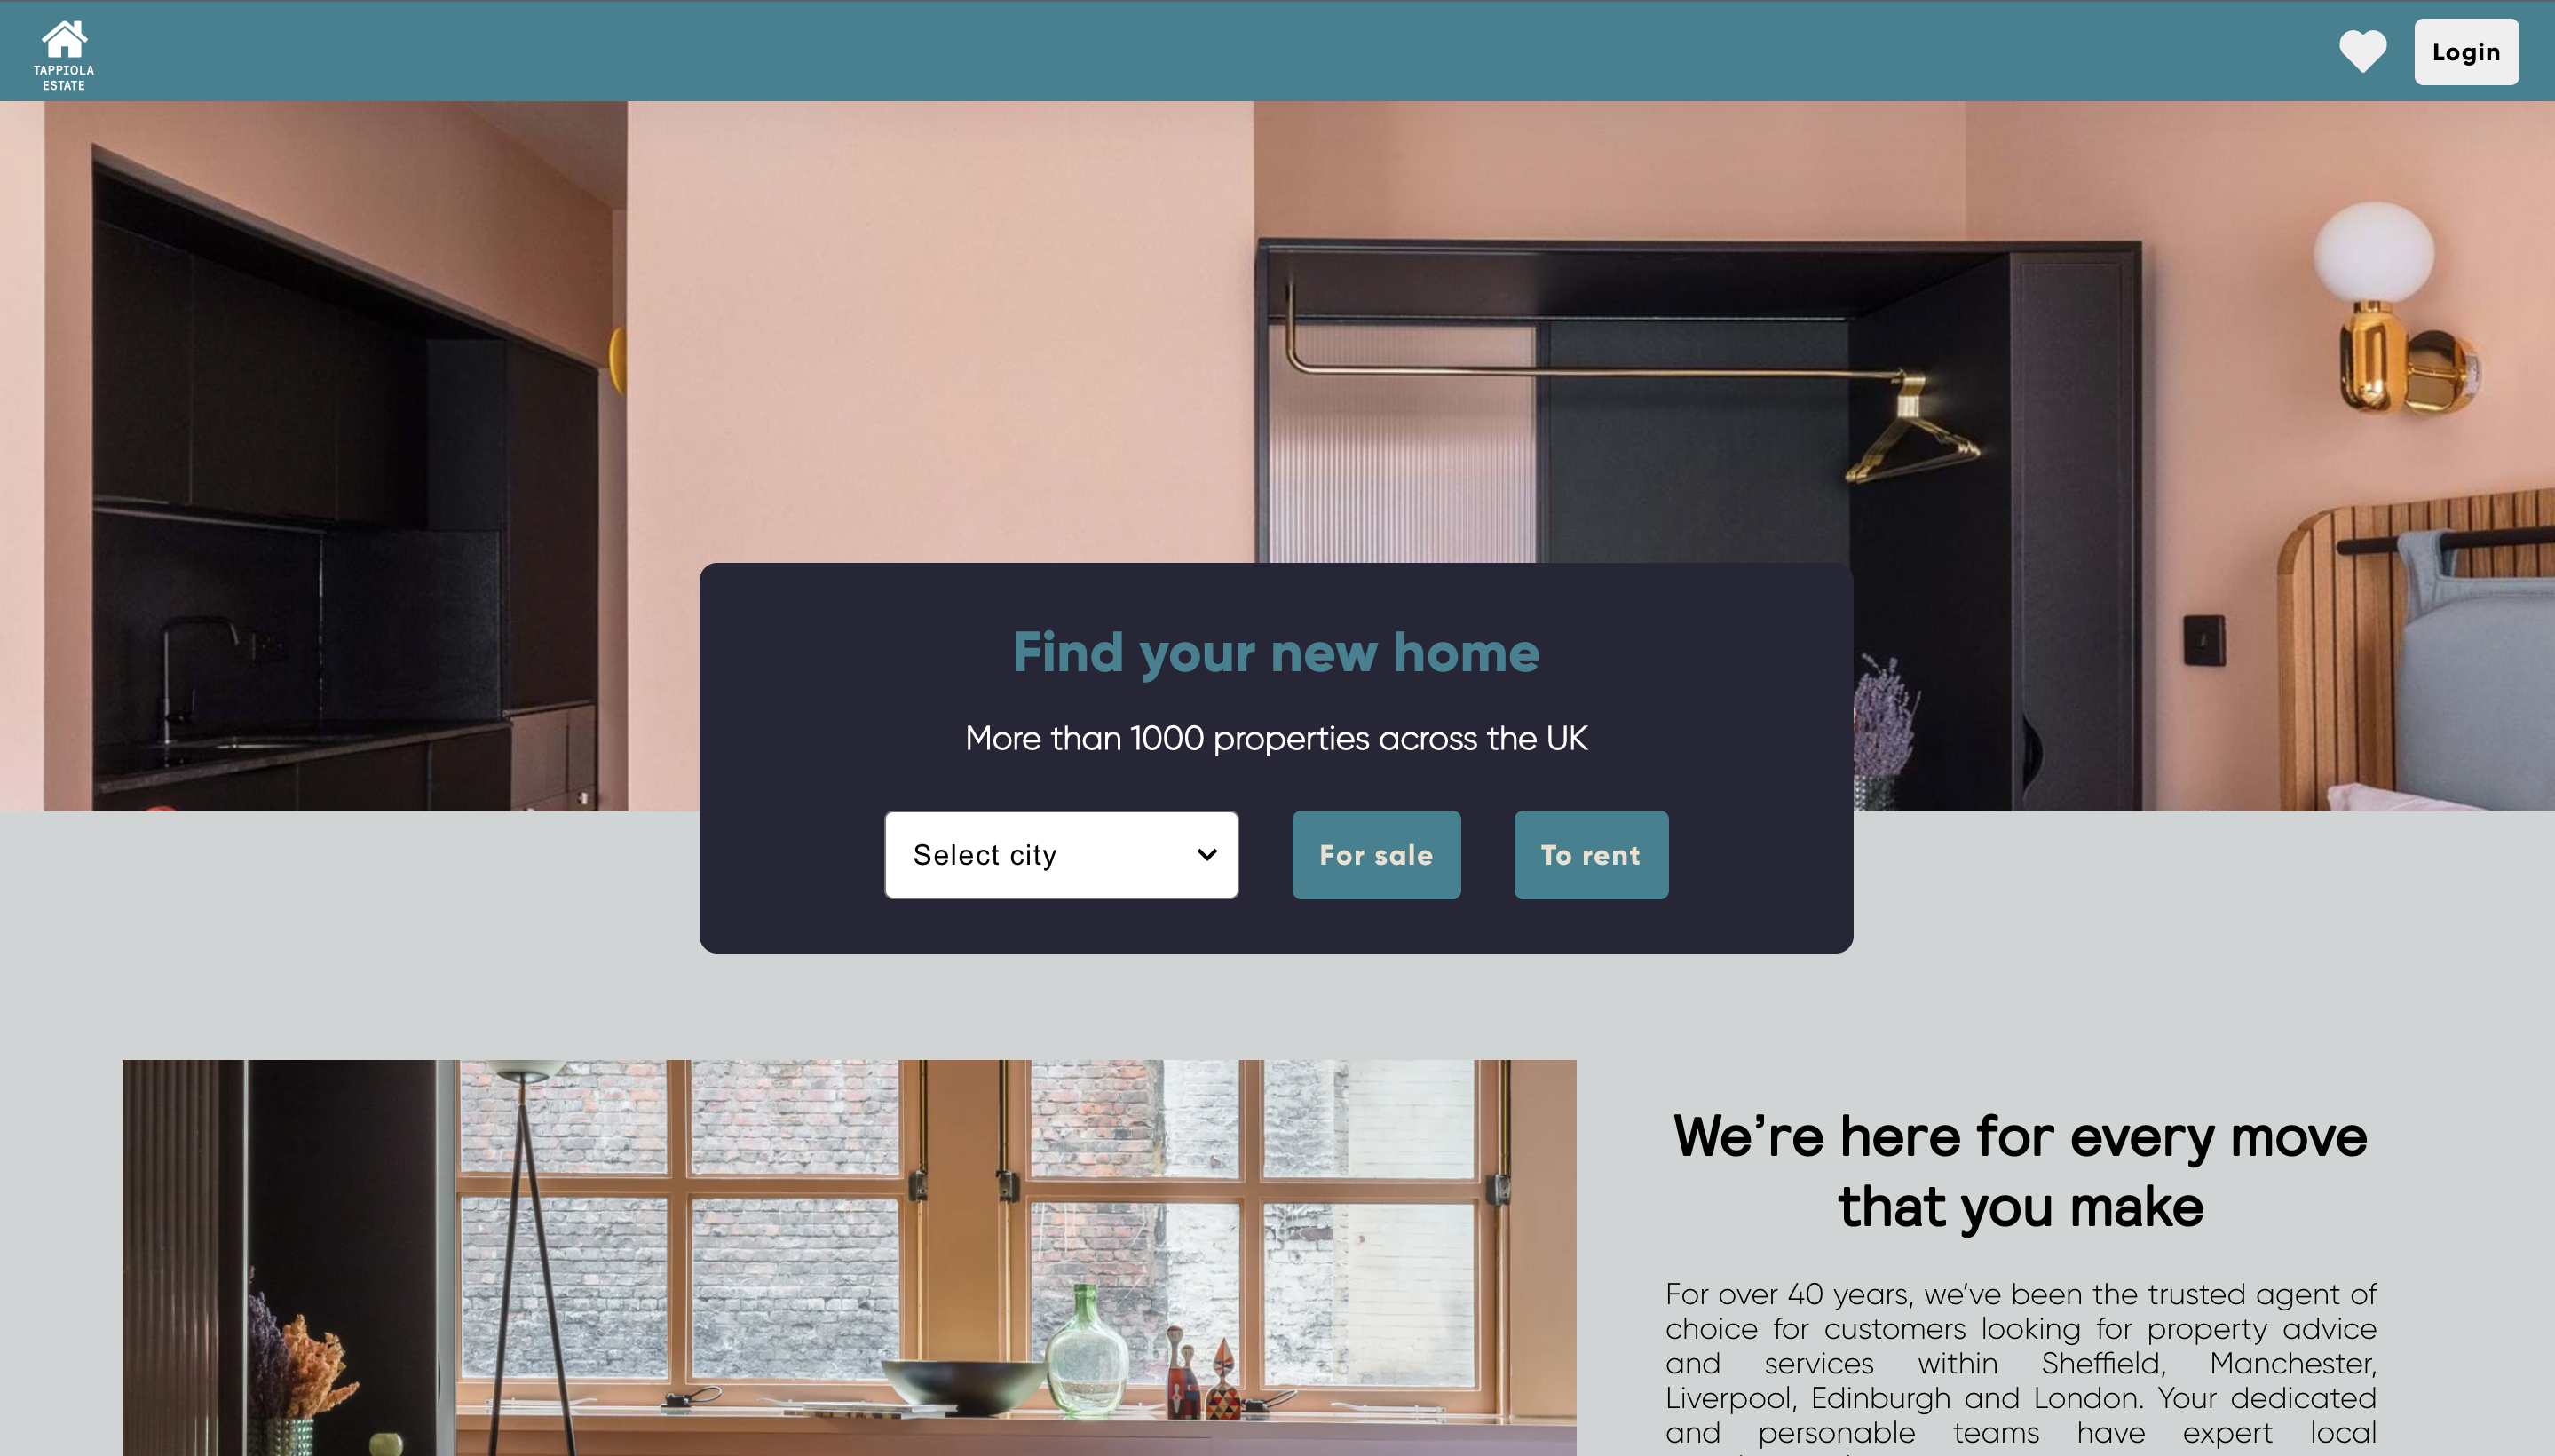 TAPPIOLA
ESTATE
Login
Find your new home
More than 1000 properties across the UK
Select city
For sale
To rent
We’re here for every move
that you make
For over 40 years, we’ve been the trusted agent of
choice for customers looking for property advice
and services within Sheffield, Manchester,
Liverpool, Edinburgh and London. Your dedicated
and personable teams have expert local